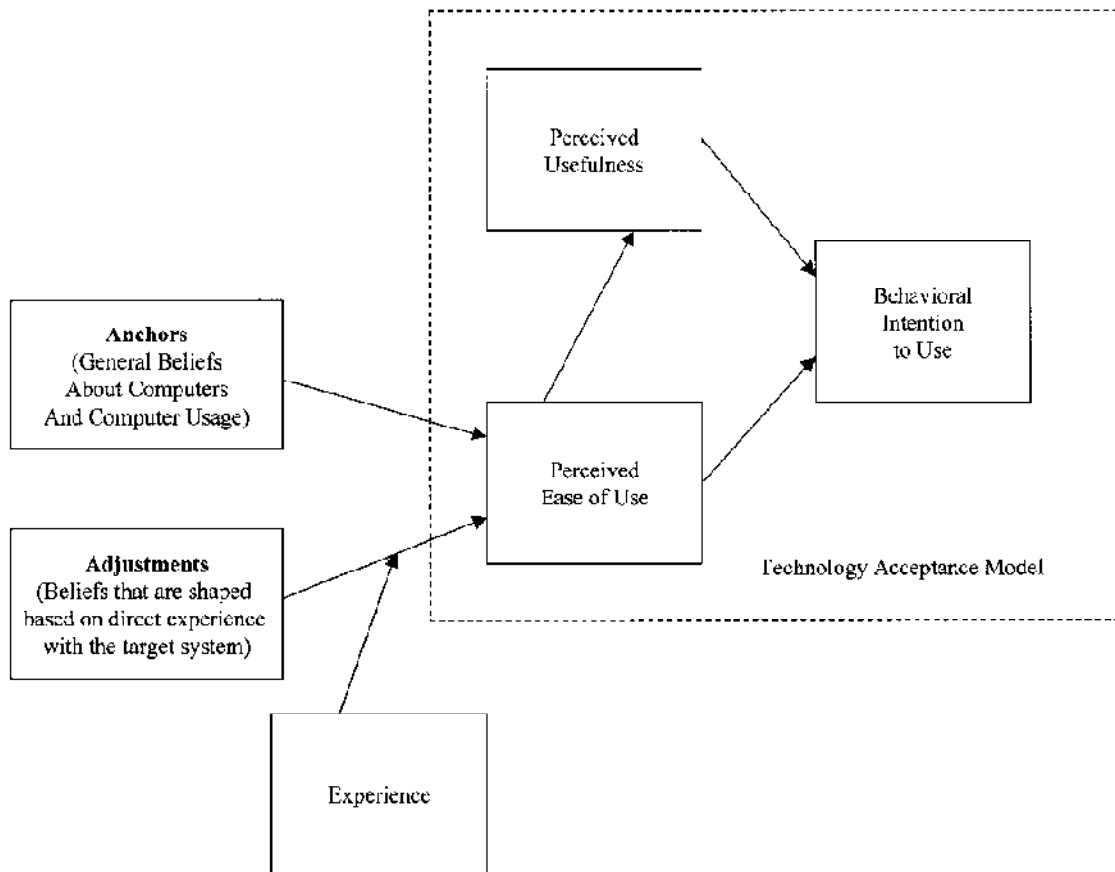 Perceived
Usefulness
Behavioral
Intention
to Use
Anchors
(General Beliefs
About Computers
And Computer Usage)
Perceived
Ease of Use
Adjustments
(Beliefs that are shaped
based on direct experience
with the target system)
Technology Acceptance Model
Experience